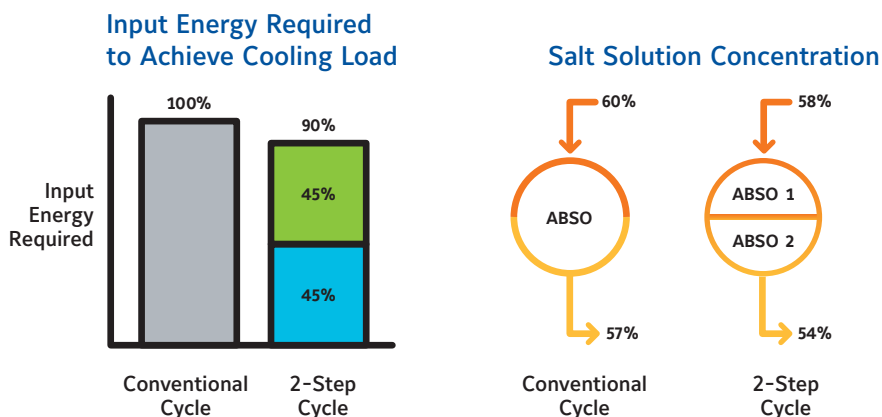 Input Energy Required
to Achieve Cooling Load
100%
90%
45%
45%
Input
Energy
Required
Conventional
Cycle
2-Step
Cycle
Salt Solution Concentration
60%
ABSO
57%
Conventional
Cycle
58%
ABSO 1
ABSO 2
54%
2-Step
Cycle